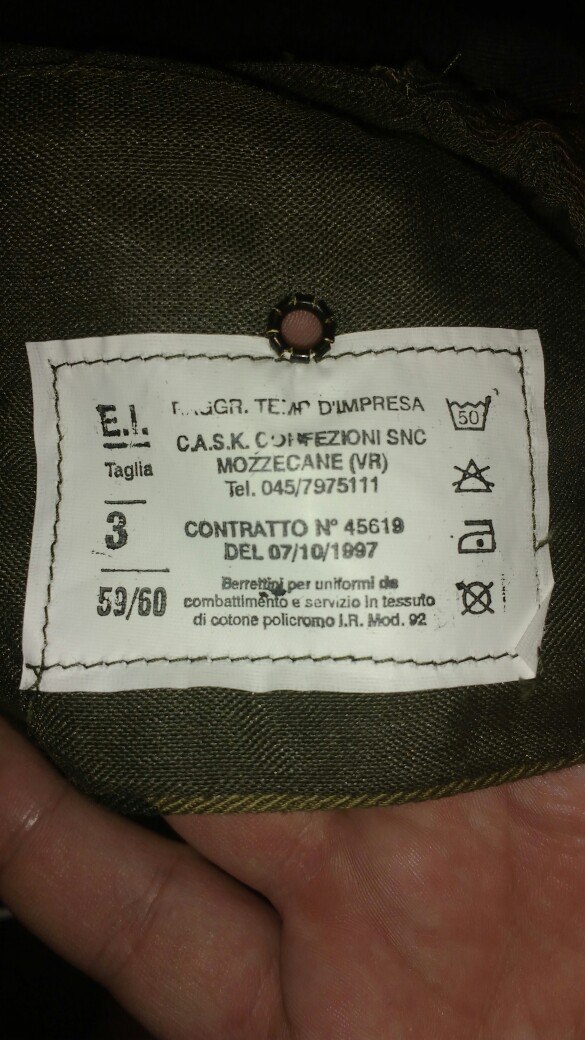 E.I.
Taglia
3
59/60
RAGGR. TEMP D'IMPRESA
C.A.S.K. CONFEZIONI SNC
MOZZECANE (VR)
Tel. 045/7975111
CONTRATTO N° 45619
DEL 07/10/1997
Berrettini per uniformi da
combattimento e servizio in tessuto
di cotone policromo I.R. Mod. 92
50